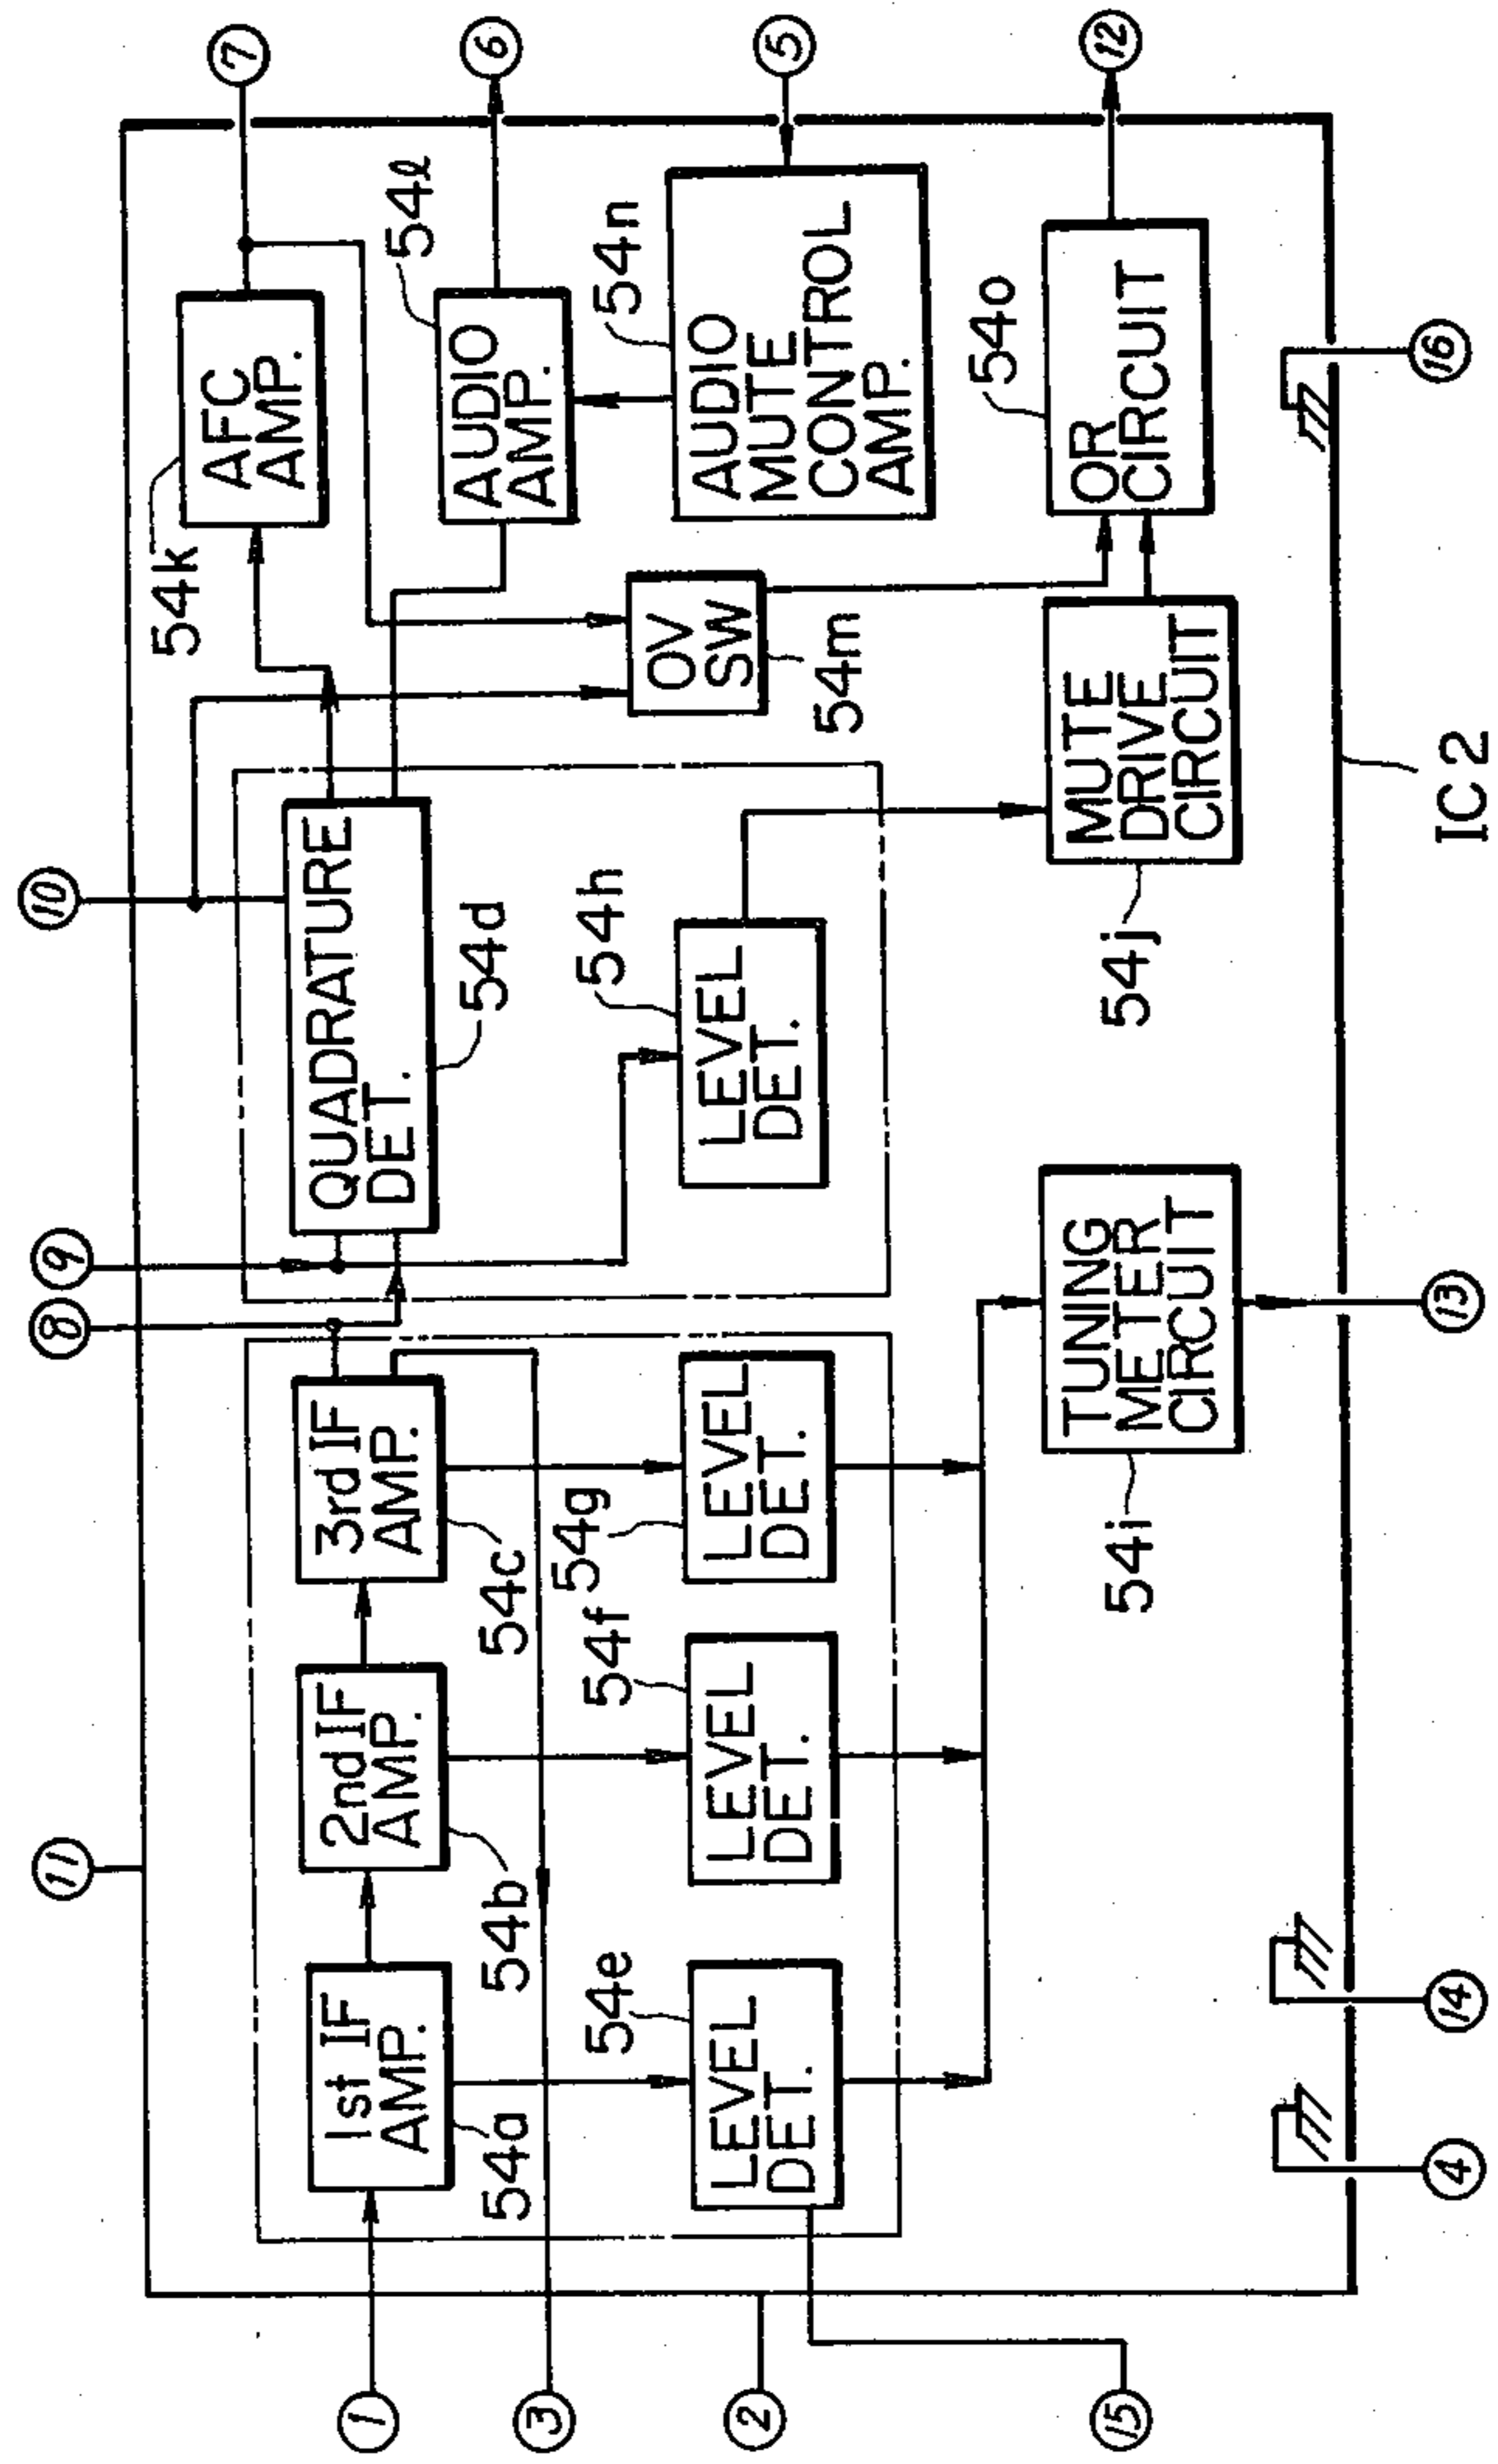 11
8
9
10
1st IF
AMP.
2nd IF
AMP.
3rd IF
AMP.
QUADRATURE
DET.
AFC
AMP.
7
54k
1
54a
54b
54c
54d
54l
AUDIO
AMP.
6
3
54e
54f
54g
54h
OV
SW
54n
2
LEVEL
DET.
LEVEL
DET.
LEVEL
DET.
LEVEL
DET.
54m
AUDIO
MUTE
CONTROL
AMP.
5
15
54i
TUNING
METER
CIRCUIT
54j
MUTE
DRIVE
CIRCUIT
54o
OR
CIRCUIT
12
4
14
13
IC 2
16